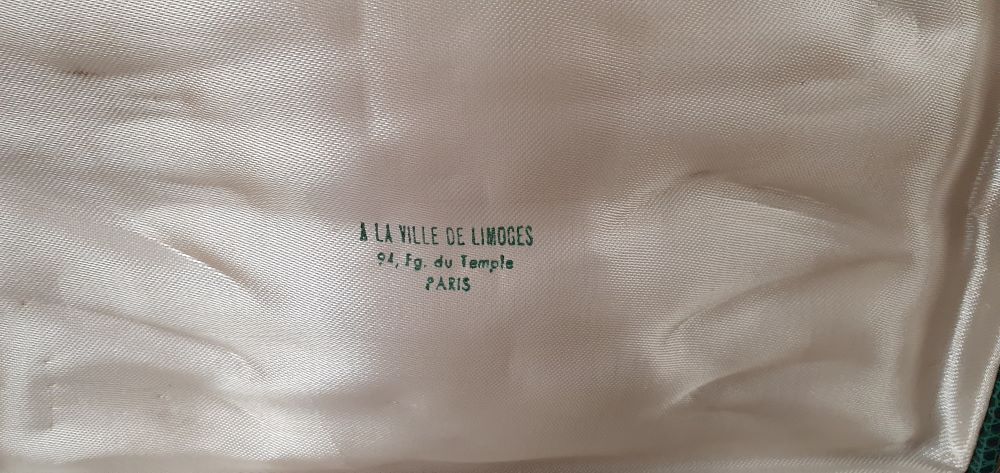 A LA VILLE DE LIMOGES
94, Fg. du Temple
PARIS